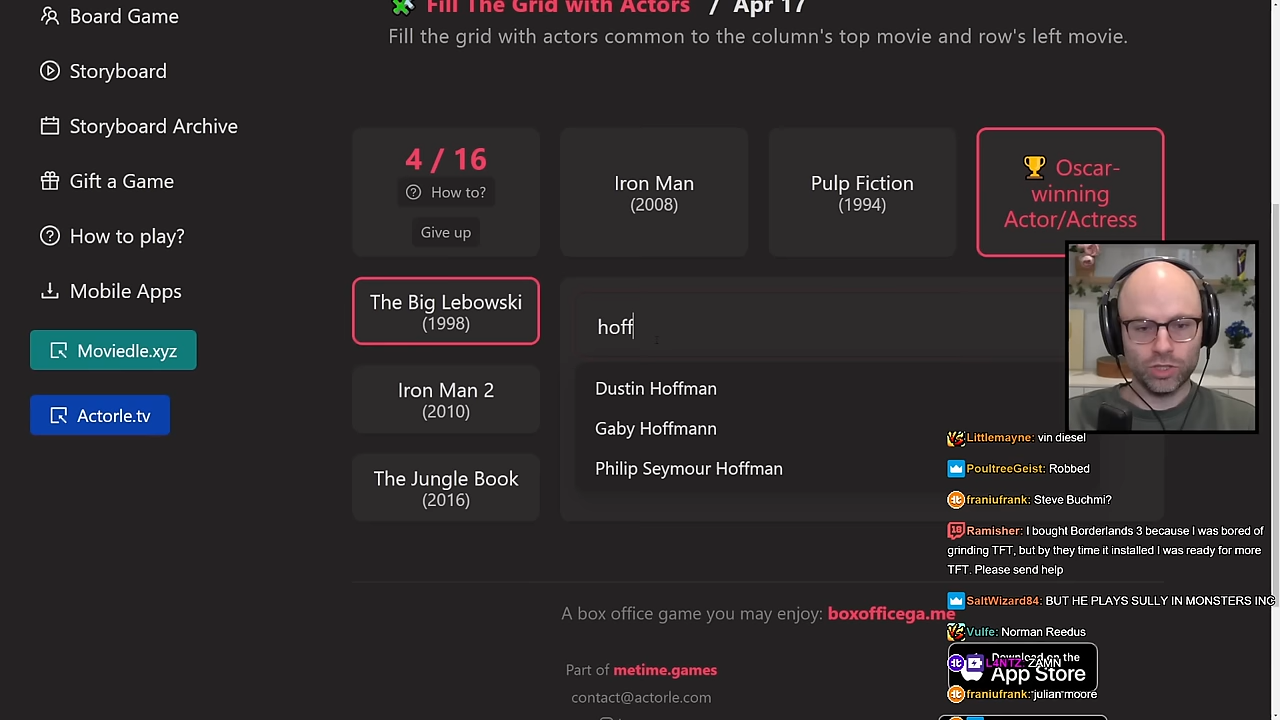 Board Game
Fill The Grid with Actors / Apr 17
Fill the grid with actors common to the column's top movie and row's left movie.
Storyboard
Storyboard Archive
Gift a Game
How to play?
Mobile Apps
Moviedle.xyz
Actorle.tv
4 / 16
How to?
Give up
Iron Man
(2008)
Pulp Fiction
(1994)
Oscar-
winning
Actor/Actress
The Big Lebowski
(1998)
hoff
Dustin Hoffman
Gaby Hoffmann
Philip Seymour Hoffman
Iron Man 2
(2010)
The Jungle Book
(2016)
A box office game you may enjoy: boxofficega.me
Part of metime.games
contact@actorle.com
Littlemayne: vin diesel
PoultreeGeist: Robbed
franiufrank: Steve Buchmi?
Ramisher: I bought Borderlands 3 because I was bored of
grinding TFT, but by they time it installed I was ready for more
TFT. Please send help
SaltWizard84: BUT HE PLAYS SULLY IN MONSTERS ING
Vulfe: Norman Reedus
Download on the
App Store
L4NTZ: ZAMN
franiufrank: julian moore